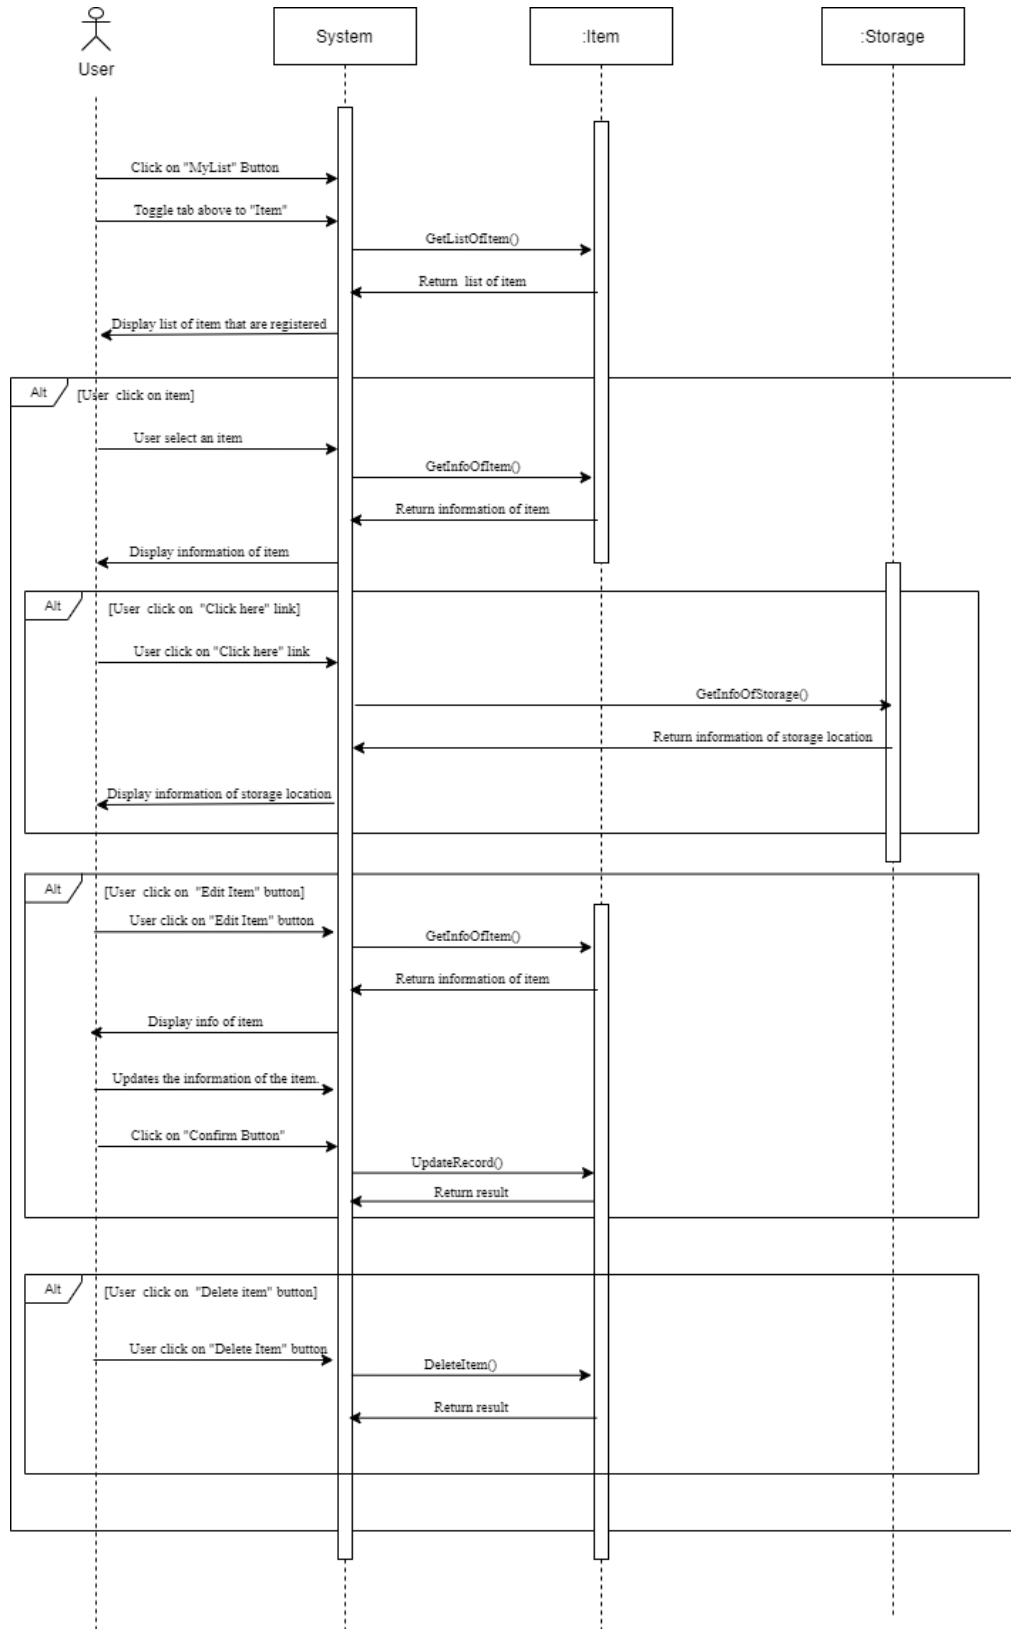 User
System
:Item
:Storage
Click on "MyList" Button
Toggle tab above to "Item"
GetListOfItem()
Return list of item
Display list of item that are registered
Alt
[User click on item]
User select an item
GetInfoOfItem()
Return information of item
Display information of item
Alt
[User click on "Click here" link]
User click on "Click here" link
GetInfoOfStorage()
Return information of storage location
Display information of storage location
Alt
[User click on "Edit Item" button]
User click on "Edit Item" button
GetInfoOfItem()
Return information of item
Display info of item
Updates the information of the item.
Click on "Confirm Button"
UpdateRecord()
Return result
Alt
[User click on "Delete item" button]
User click on "Delete Item" button
DeleteItem()
Return result